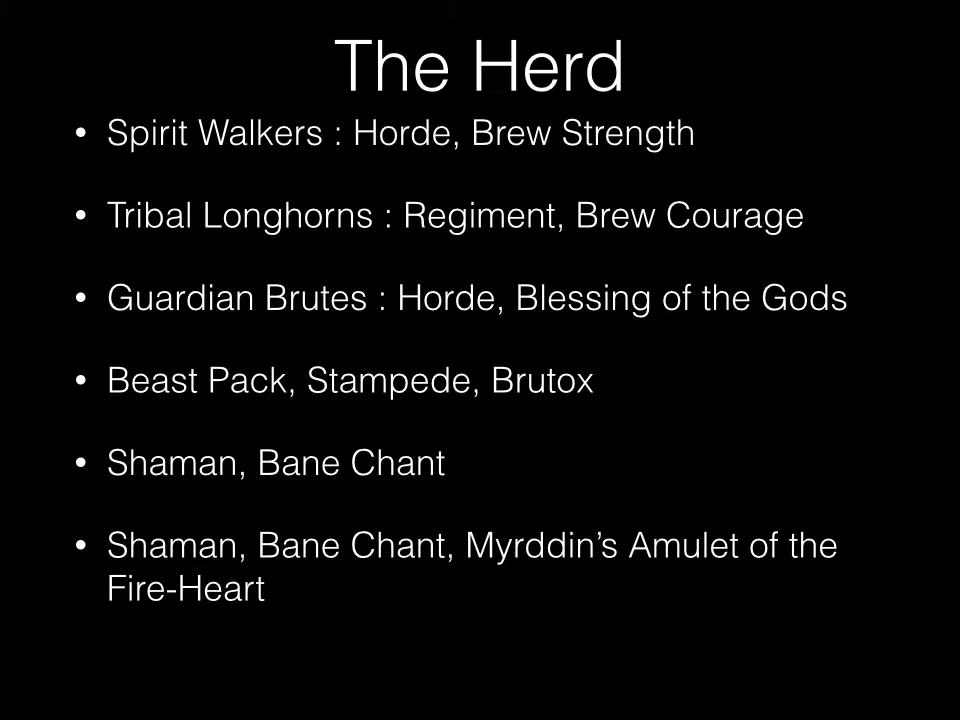 The Herd
• Spirit Walkers : Horde, Brew Strength
• Tribal Longhorns : Regiment, Brew Courage
• Guardian Brutes : Horde, Blessing of the Gods
• Beast Pack, Stampede, Brutox
• Shaman, Bane Chant
• Shaman, Bane Chant, Myrddin’s Amulet of the
Fire-Heart